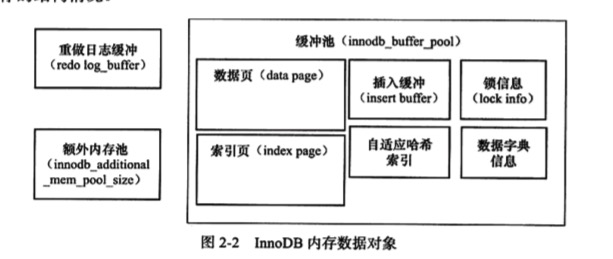 重做日志缓冲
（redo log_buffer）
额外内存池
（innodb_additional
_mem_pool_size）
缓冲池（innodb_buffer_pool）
数据页（data page）
插入缓冲
（insert buffer）
锁信息
（lock info）
索引页（index page）
自适应哈希
索引
数据字典
信息
图 2-2 InnoDB 内存数据对象